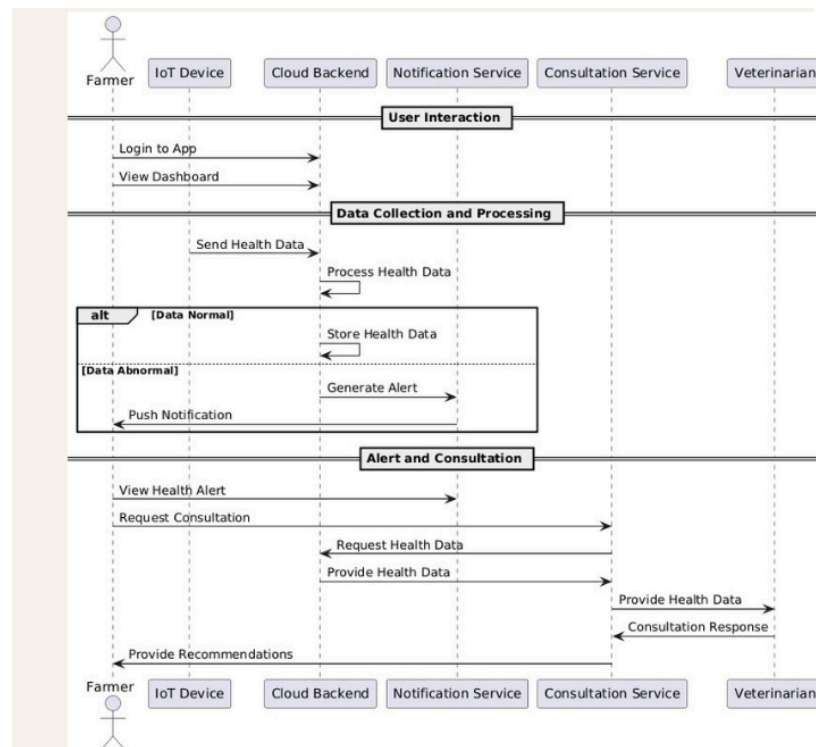 Farmer
IoT Device
Cloud Backend
Notification Service
Consultation Service
Veterinarian
User Interaction
Login to App
View Dashboard
Data Collection and Processing
Send Health Data
Process Health Data
alt [Data Normal]
Store Health Data
[Data Abnormal]
Generate Alert
Push Notification
Alert and Consultation
View Health Alert
Request Consultation
Request Health Data
Provide Health Data
Provide Health Data
Consultation Response
Provide Recommendations
Farmer
IoT Device
Cloud Backend
Notification Service
Consultation Service
Veterinarian